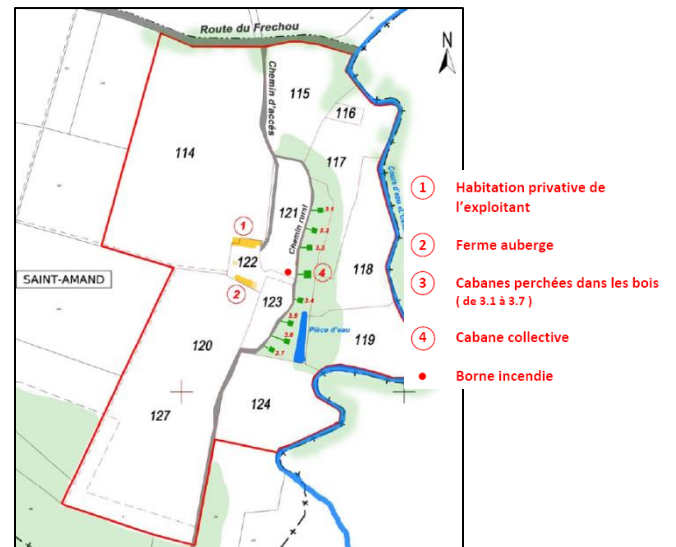 Route du Frechou
N
Chemin d'accés
115
116
114
117
121
Chemin rural
3.1
3.2
3.3
1
122
4
118
SAINT-AMAND
2
123
3.4
3.5
Pièce d'eau
3.6
3.7
119
120
124
127
1 Habitation privative de
l'exploitant
2 Ferme auberge
3 Cabanes perchées dans les bois
( de 3.1 à 3.7 )
4 Cabane collective
Borne incendie